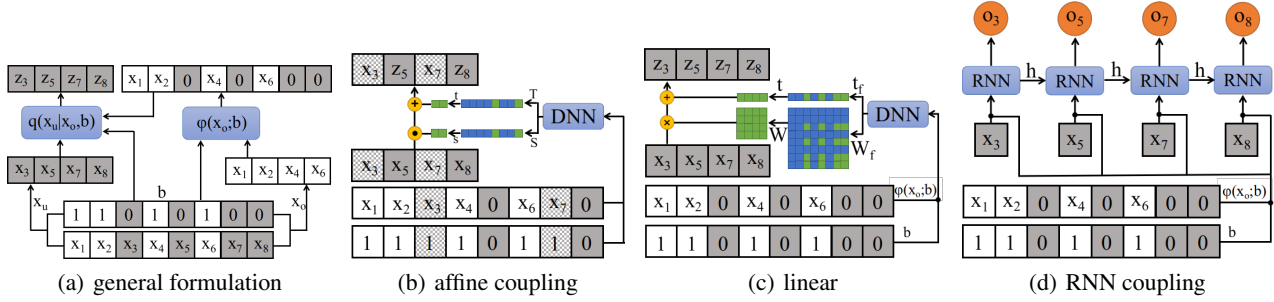 z₃ z₅ z₇ z₈
x₁ x₂ 0 x₄ 0 x₆ 0 0
q(xᵤ|xₒ,b)
φ(xₒ;b)
x₃ x₅ x₇ x₈
x₁ x₂ x₄ x₆
xᵤ
b
xₒ
1 1 0 1 0 1 0 0
x₁ x₂ x₃ x₄ x₅ x₆ x₇ x₈
(a) general formulation
x₃ z₅ x₇ z₈
+
t
T
DNN
s
S
x₃ x₅ x₇ x₈
x₁ x₂ x₃ x₄ 0 x₆ x₇ 0
1 1 1 1 0 1 1 0
(b) affine coupling
z₃ z₅ z₇ z₈
+
t
t_f
×
W
W_f
DNN
x₃ x₅ x₇ x₈
φ(xₒ;b)
x₁ x₂ 0 x₄ 0 x₆ 0 0
b
1 1 0 1 0 1 0 0
(c) linear
o₃ o₅ o₇ o₈
RNN h RNN h RNN h RNN
x₃ x₅ x₇ x₈
φ(xₒ;b)
x₁ x₂ 0 x₄ 0 x₆ 0 0
b
1 1 0 1 0 1 0 0
(d) RNN coupling